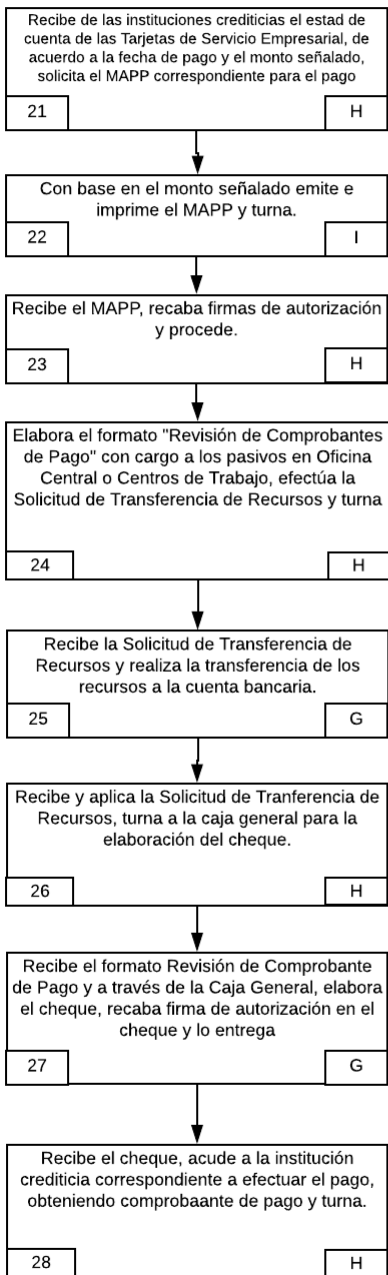 Recibe de las instituciones crediticias el estad de
cuenta de las Tarjetas de Servicio Empresarial, de
acuerdo a la fecha de pago y el monto señalado,
solicita el MAPP correspondiente para el pago
21 H
Con base en el monto señalado emite e
imprime el MAPP y turna.
22 I
Recibe el MAPP, recaba firmas de autorización
y procede.
23 H
Elabora el formato "Revisión de Comprobantes
de Pago" con cargo a los pasivos en Oficina
Central o Centros de Trabajo, efectúa la
Solicitud de Transferencia de Recursos y turna
24 H
Recibe la Solicitud de Transferencia de
Recursos y realiza la transferencia de los
recursos a la cuenta bancaria.
25 G
Recibe y aplica la Solicitud de Tranferencia de
Recursos, turna a la caja general para la
elaboración del cheque.
26 H
Recibe el formato Revisión de Comprobante
de Pago y a través de la Caja General, elabora
el cheque, recaba firma de autorización en el
cheque y lo entrega
27 G
Recibe el cheque, acude a la institución
crediticia correspondiente a efectuar el pago,
obteniendo comprobaante de pago y turna.
28 H